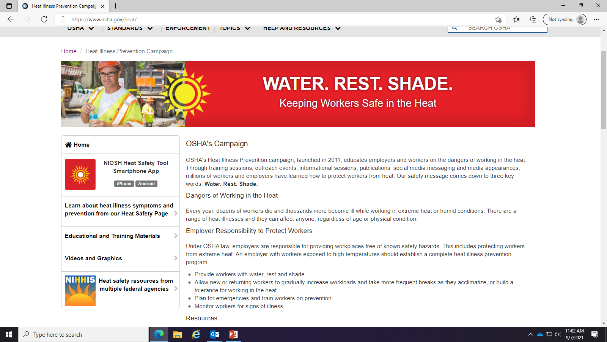 Heat Illness Prevention Campaign
https://www.osha.gov/heat/
Not syncing
OSHA STANDARDS ENFORCEMENT TOPICS HELP AND RESOURCES SEARCH OSHA
Home / Heat Illness Prevention Campaign
WATER. REST. SHADE.
Keeping Workers Safe in the Heat
Home
NIOSH Heat Safety Tool
Smartphone App
iPhone Android
Learn about heat illness symptoms and
prevention from our Heat Safety Page
Educational and Training Materials
Videos and Graphics
NIHHIS
Heat safety resources from
multiple federal agencies
OSHA's Campaign
OSHA's Heat Illness Prevention campaign, launched in 2011, educates employers and workers on the dangers of working in the heat.
Through training sessions, outreach events, informational sessions, publications, social media messaging and media appearances,
millions of workers and employers have learned how to protect workers from heat. Our safety message comes down to three key
words: Water. Rest. Shade.
Dangers of Working in the Heat
Every year, dozens of workers die and thousands more become ill while working in extreme heat or humid conditions. There are a
range of heat illnesses and they can affect anyone, regardless of age or physical condition.
Employer Responsibility to Protect Workers
Under OSHA law, employers are responsible for providing workplaces free of known safety hazards. This includes protecting workers
from extreme heat. An employer with workers exposed to high temperatures should establish a complete heat illness prevention
program.
Provide workers with water, rest and shade
Allow new or returning workers to gradually increase workloads and take more frequent breaks as they acclimatize, or build a
tolerance for working in the heat
Plan for emergencies and train workers on prevention
Monitor workers for signs of illness
Resources
Type here to search
11:02 AM